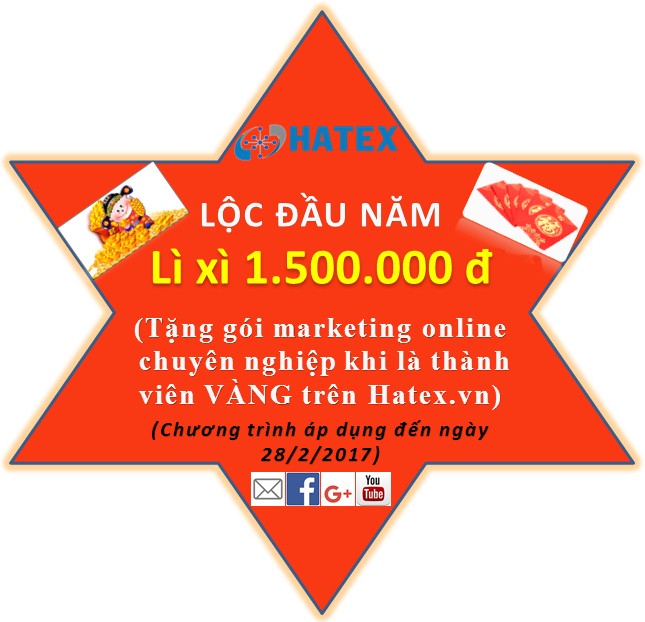 HATEX
LỘC ĐẦU NĂM
Lì xì 1.500.000 đ
(Tặng gói marketing online
chuyên nghiệp khi là thành
viên VÀNG trên Hatex.vn)
(Chương trình áp dụng đến ngày
28/2/2017)
G+
You
Tube